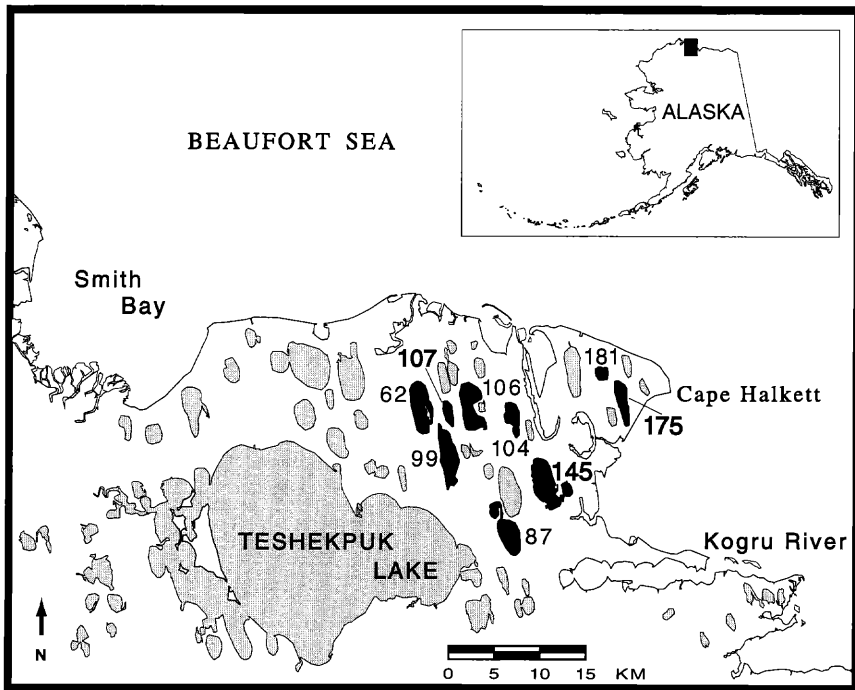 ALASKA
BEAUFORT SEA
Smith
Bay
107
181
62
106
Cape Halkett
175
99
104
145
TESHEKPUK
LAKE
87
Kogru River
N
0 5 10 15 KM